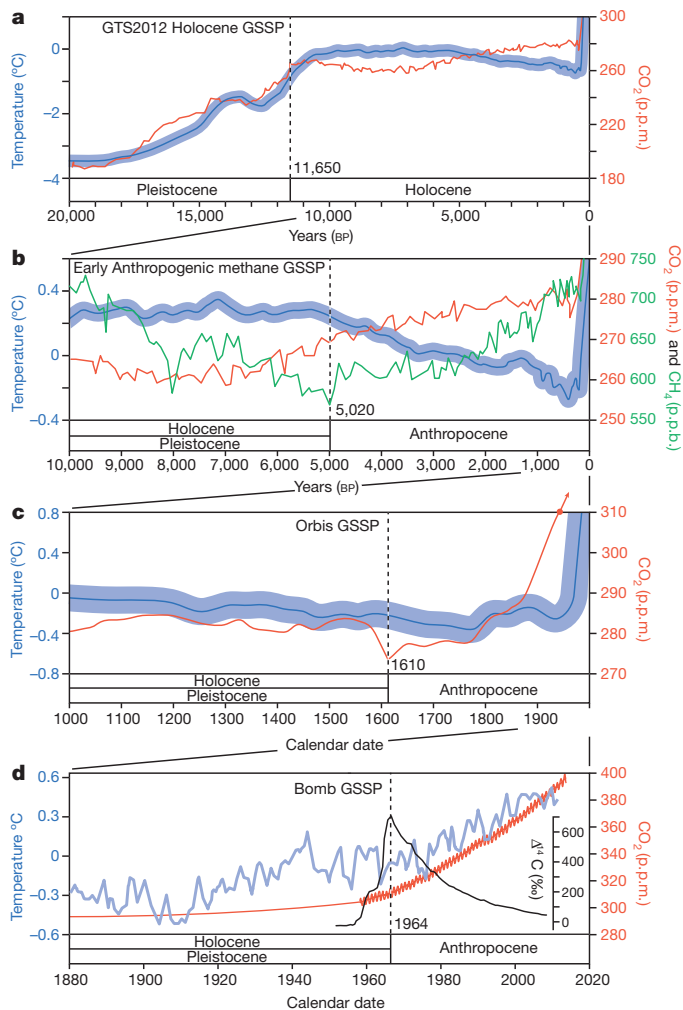 a
GTS2012 Holocene GSSP
Temperature (°C)
0
−2
−4
CO2 (p.p.m.)
300
260
220
180
11,650
Pleistocene
Holocene
20,000 15,000 10,000 5,000 0
Years (BP)
b
Early Anthropogenic methane GSSP
Temperature (°C)
0.4
0
−0.4
CO2 (p.p.m.) and CH4 (p.p.b.)
290 750
280 700
270 650
260 600
250 550
5,020
Holocene
Pleistocene
Anthropocene
10,000 9,000 8,000 7,000 6,000 5,000 4,000 3,000 2,000 1,000 0
Years (BP)
c
Orbis GSSP
Temperature (°C)
0.8
0.4
0
−0.4
−0.8
CO2 (p.p.m.)
310
300
290
280
270
1610
Holocene
Pleistocene
Anthropocene
1000 1100 1200 1300 1400 1500 1600 1700 1800 1900
Calendar date
d
Bomb GSSP
Temperature °C
0.6
0.3
0
−0.3
−0.6
Δ14 C (‰)
600
400
200
0
CO2 (p.p.m.)
400
380
360
340
320
300
280
1964
Holocene
Pleistocene
Anthropocene
1880 1900 1920 1940 1960 1980 2000 2020
Calendar date